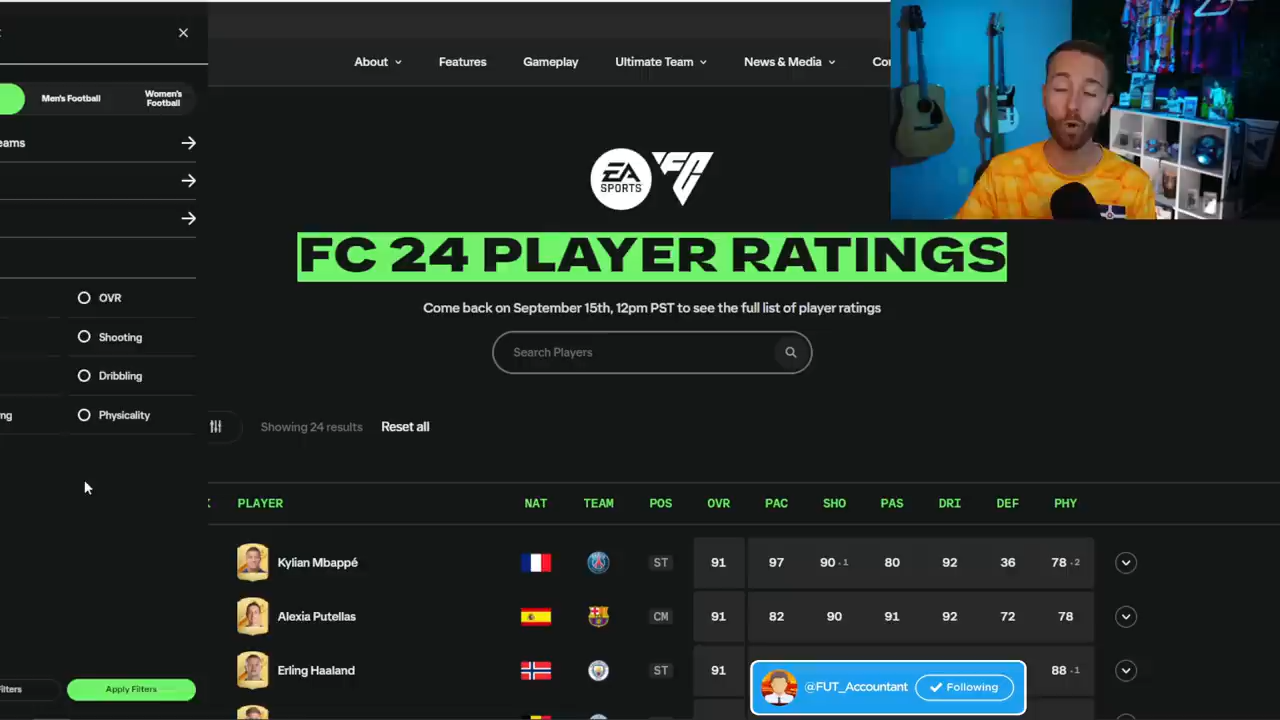 About Features Gameplay Ultimate Team News & Media
Men's Football
Women's
Football
EA
SPORTS
FC
FC 24 PLAYER RATINGS
Come back on September 15th, 12pm PST to see the full list of player ratings
Search Players
OVR
Shooting
Dribbling
Physicality
Showing 24 results Reset all
PLAYER NAT TEAM POS OVR PAC SHO PAS DRI DEF PHY
Kylian Mbappé ST 91 97 90 -1 80 92 36 78 -2
Alexia Putellas CM 91 82 90 91 92 72 78
Erling Haaland ST 91 88 -1
Apply Filters
@FUT_Accountant Following